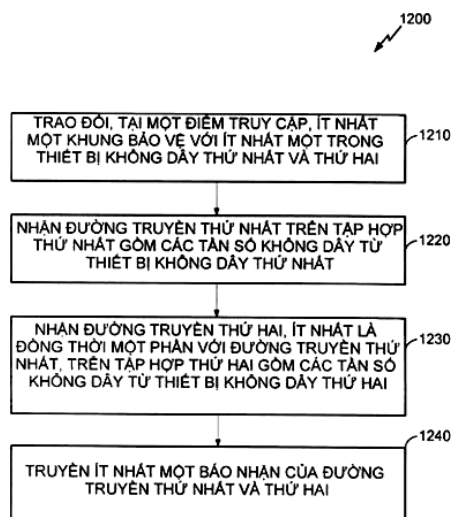 1200
TRAO ĐỔI, TẠI MỘT ĐIỂM TRUY CẬP, ÍT NHẤT
MỘT KHUNG BẢO VỆ VỚI ÍT NHẤT MỘT TRONG
THIẾT BỊ KHÔNG DÂY THỨ NHẤT VÀ THỨ HAI
1210
NHẬN ĐƯỜNG TRUYỀN THỨ NHẤT TRÊN TẬP HỢP
THỨ NHẤT GỒM CÁC TẦN SỐ KHÔNG DÂY TỪ
THIẾT BỊ KHÔNG DÂY THỨ NHẤT
1220
NHẬN ĐƯỜNG TRUYỀN THỨ HAI, ÍT NHẤT LÀ
ĐỒNG THỜI MỘT PHẦN VỚI ĐƯỜNG TRUYỀN THỨ
NHẤT, TRÊN TẬP HỢP THỨ HAI GỒM CÁC TẦN SỐ
KHÔNG DÂY TỪ THIẾT BỊ KHÔNG DÂY THỨ HAI
1230
TRUYỀN ÍT NHẤT MỘT BÁO NHẬN CỦA ĐƯỜNG
TRUYỀN THỨ NHẤT VÀ THỨ HAI
1240